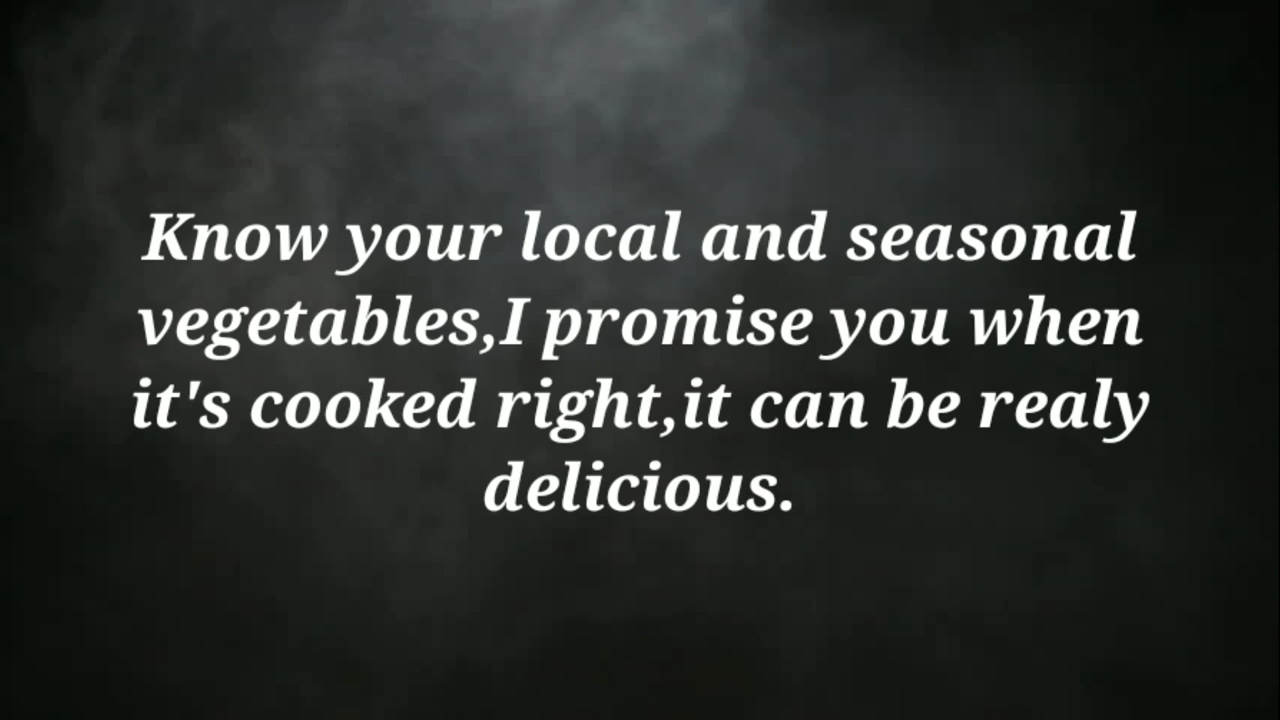 Know your local and seasonal
vegetables,I promise you when
it's cooked right,it can be realy
delicious.